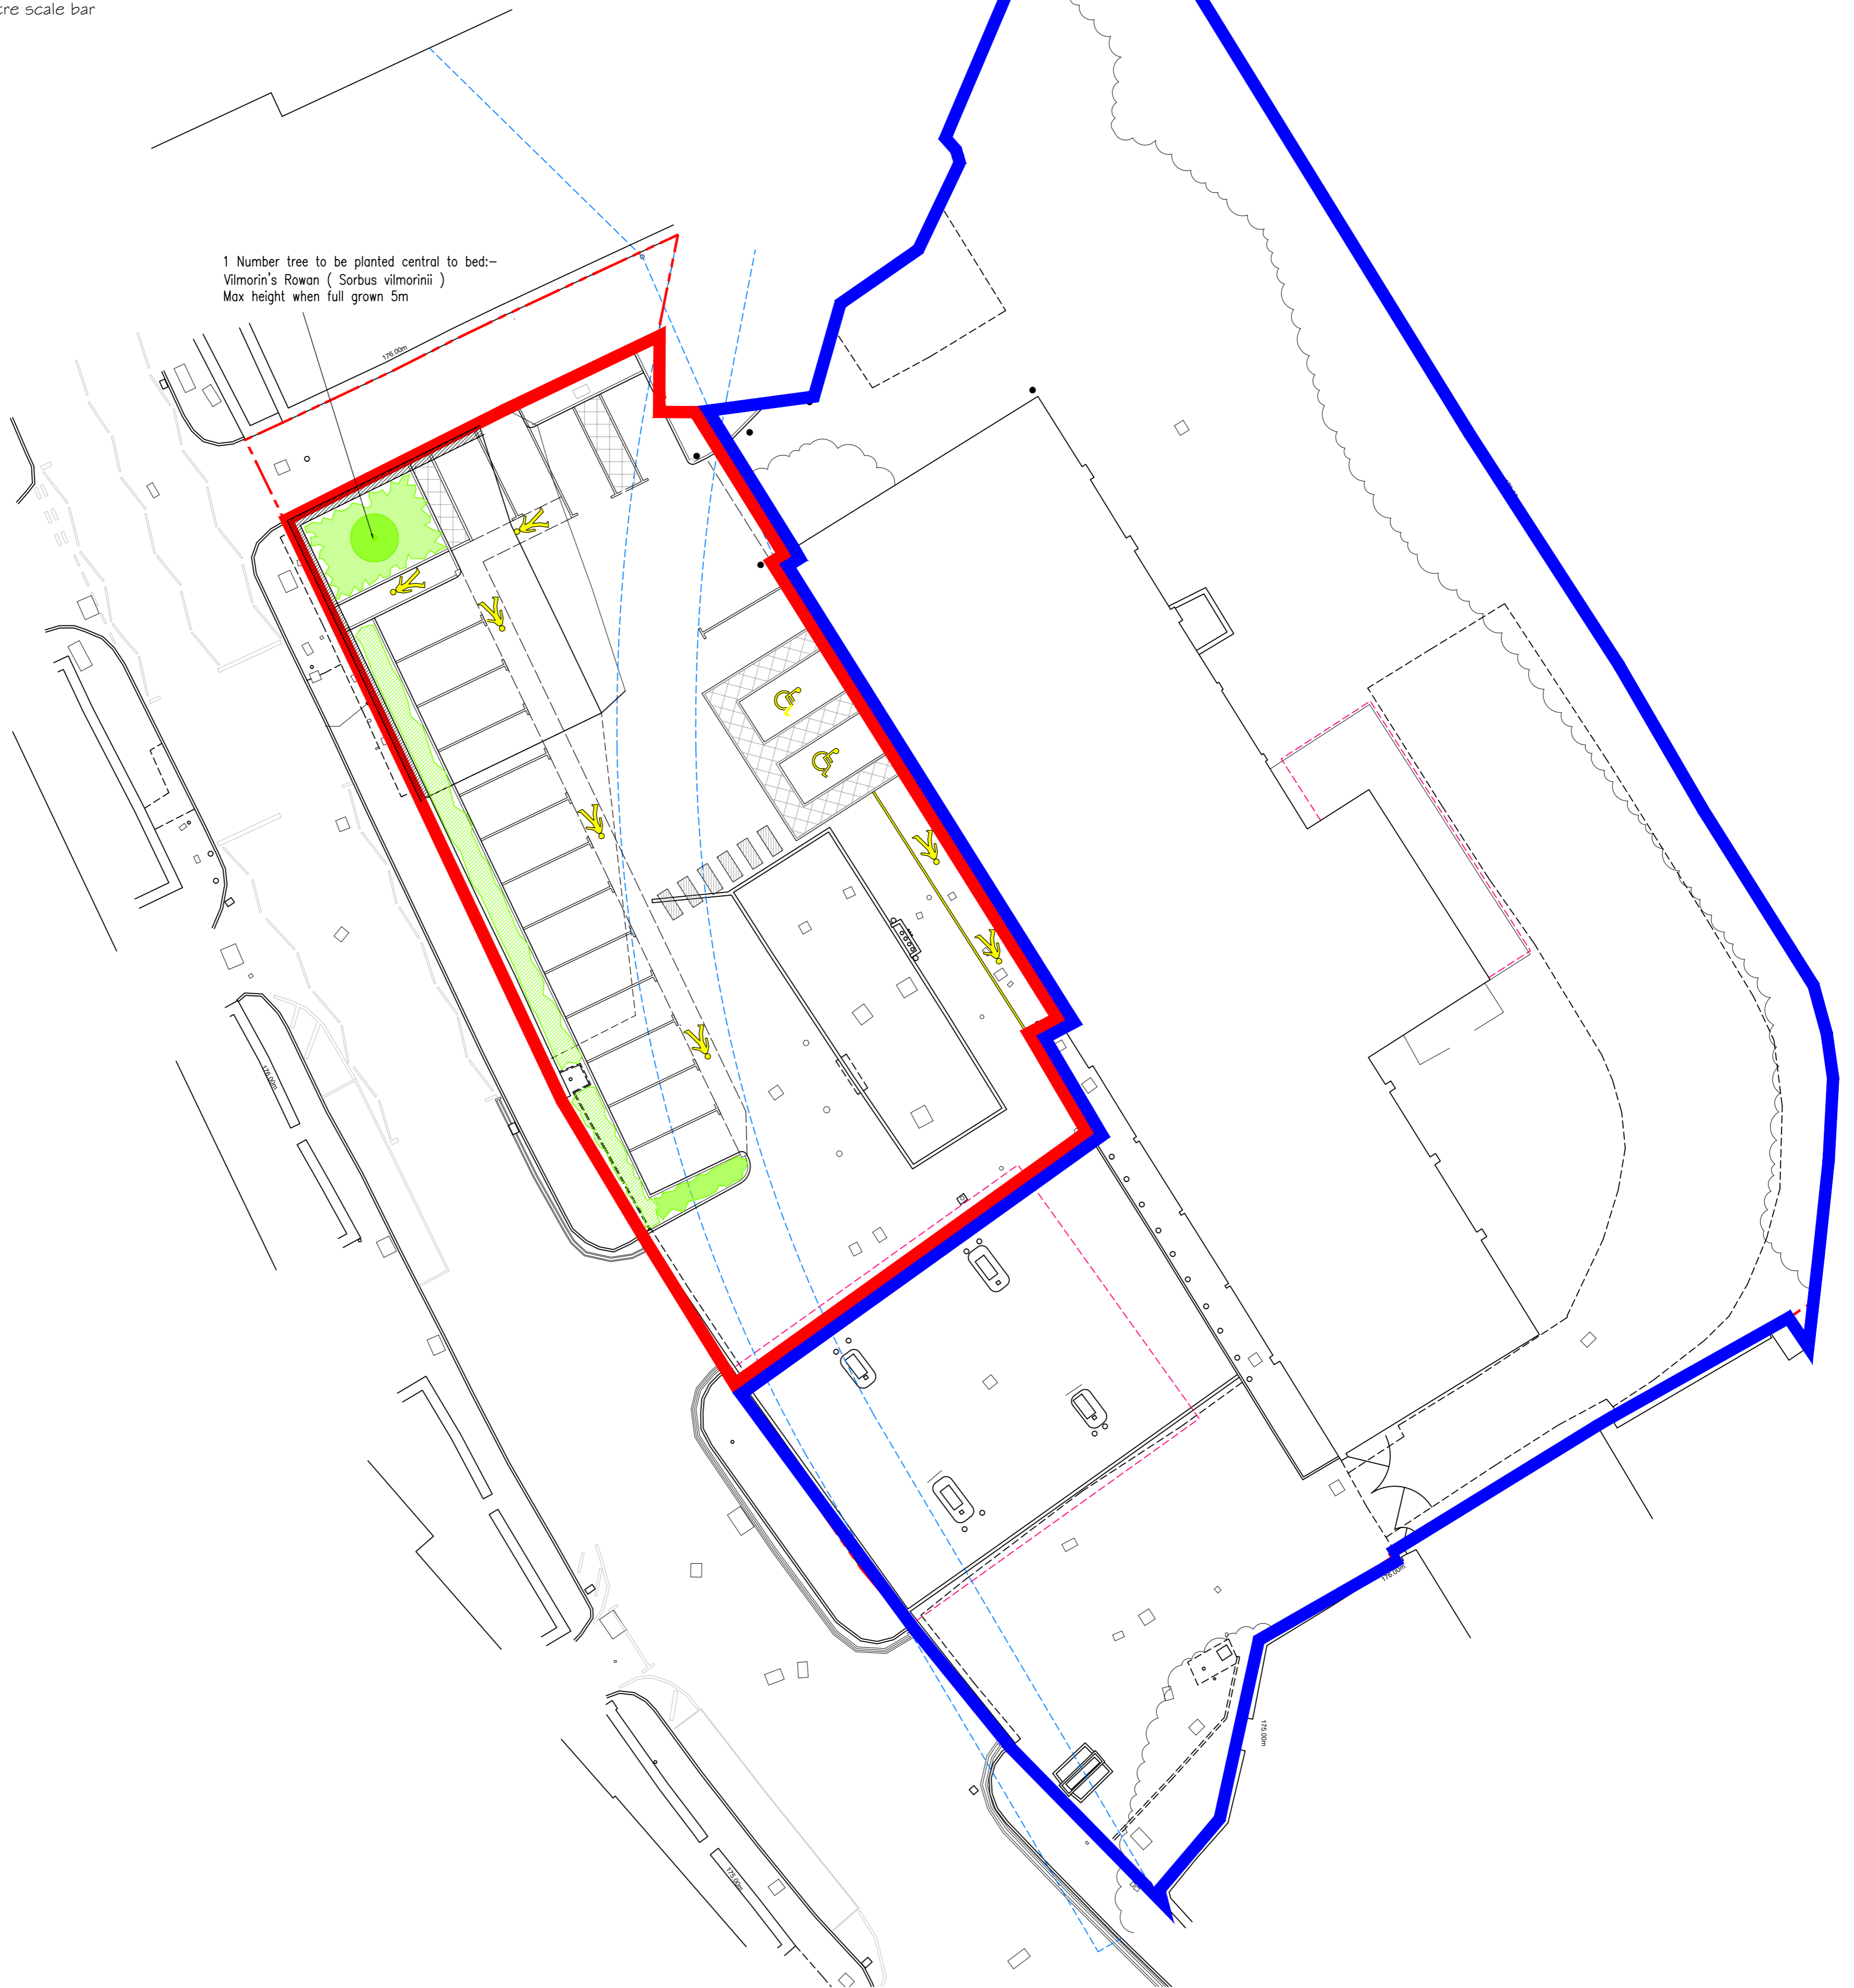 scale bar
1 Number tree to be planted central to bed:-
Vilmorin's Rowan ( Sorbus vilmorinii )
Max height when full grown 5m
176.00m
176.00m
176.00m
175.00m
175.00m